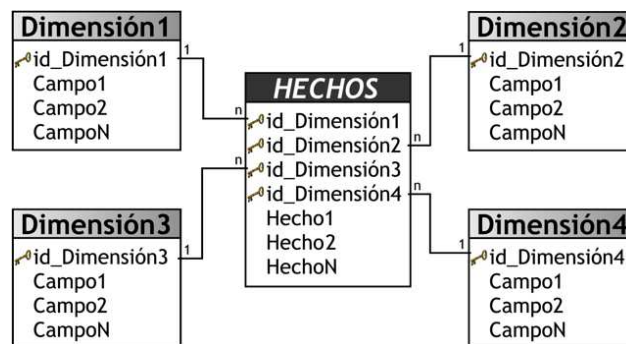 Dimensión1
id_Dimensión1
Campo1
Campo2
CampoN
1
Dimensión2
id_Dimensión2
Campo1
Campo2
CampoN
1
HECHOS
id_Dimensión1
id_Dimensión2
id_Dimensión3
id_Dimensión4
Hecho1
Hecho2
HechoN
n
n
n
n
Dimensión3
id_Dimensión3
Campo1
Campo2
CampoN
1
Dimensión4
id_Dimensión4
Campo1
Campo2
CampoN
1